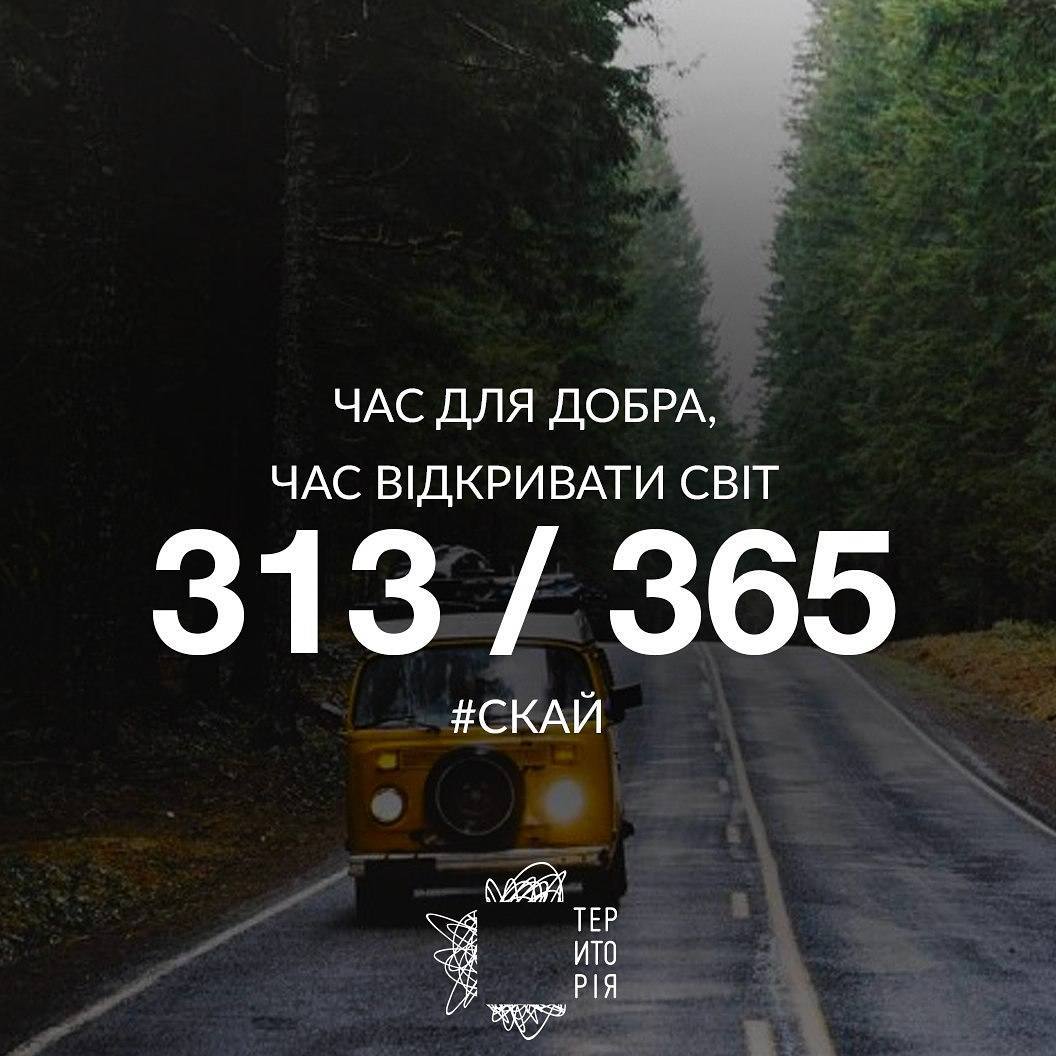 ЧАС ДЛЯ ДОБРА,
ЧАС ВІДКРИВАТИ СВІТ
313 / 365
#СКАЙ
ТЕР
ИТО
РІЯ